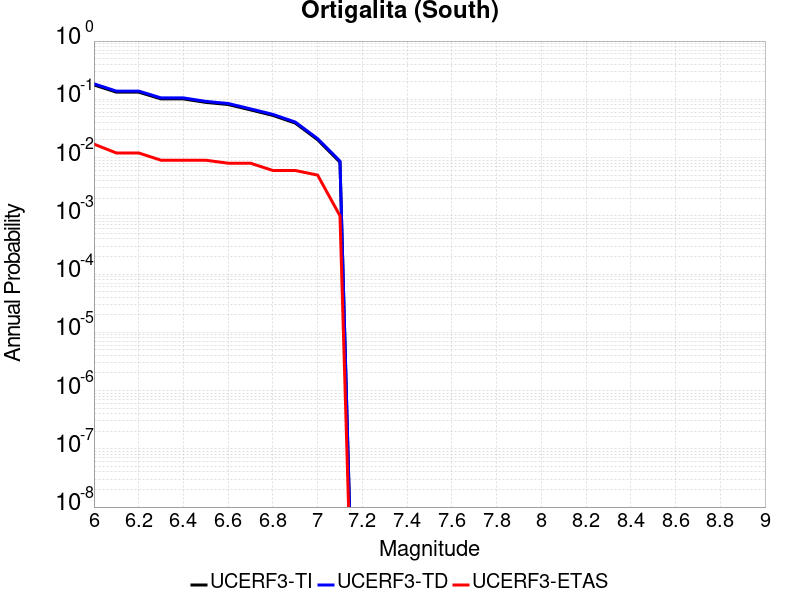 Ortigalita (South)
10^0
10^-1
10^-2
10^-3
10^-4
10^-5
10^-6
10^-7
10^-8
Annual Probability
6 6.2 6.4 6.6 6.8 7 7.2 7.4 7.6 7.8 8 8.2 8.4 8.6 8.8 9
Magnitude
UCERF3-TI UCERF3-TD UCERF3-ETAS